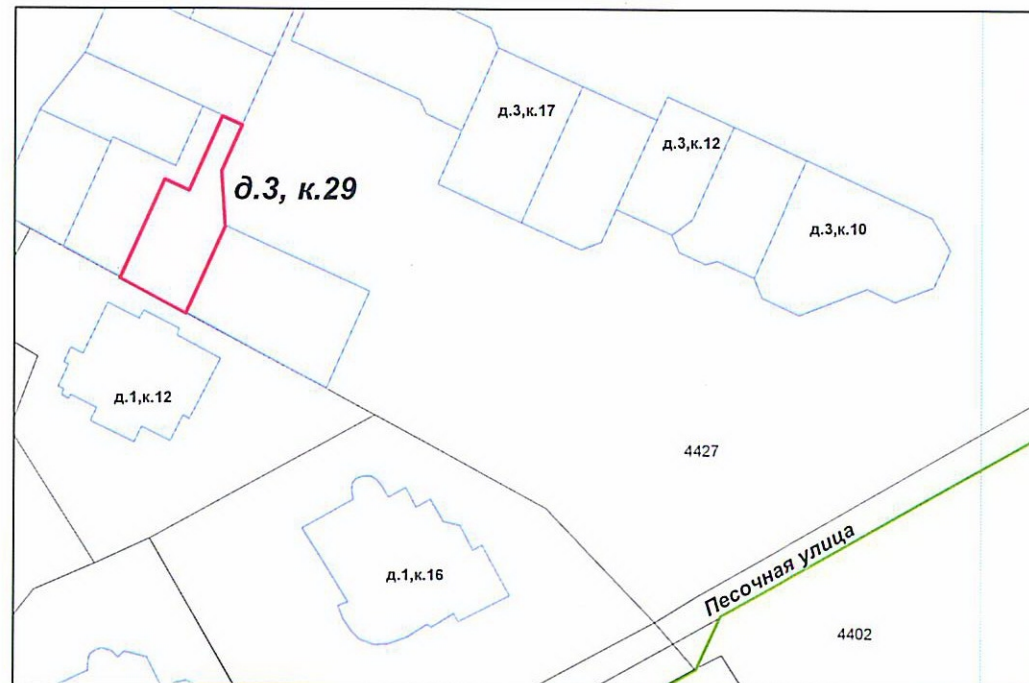 д.3,к.17
д.3,к.12
д.3, к.29
д.3,к.10
д.1,к.12
4427
Песочная улица
д.1,к.16
4402